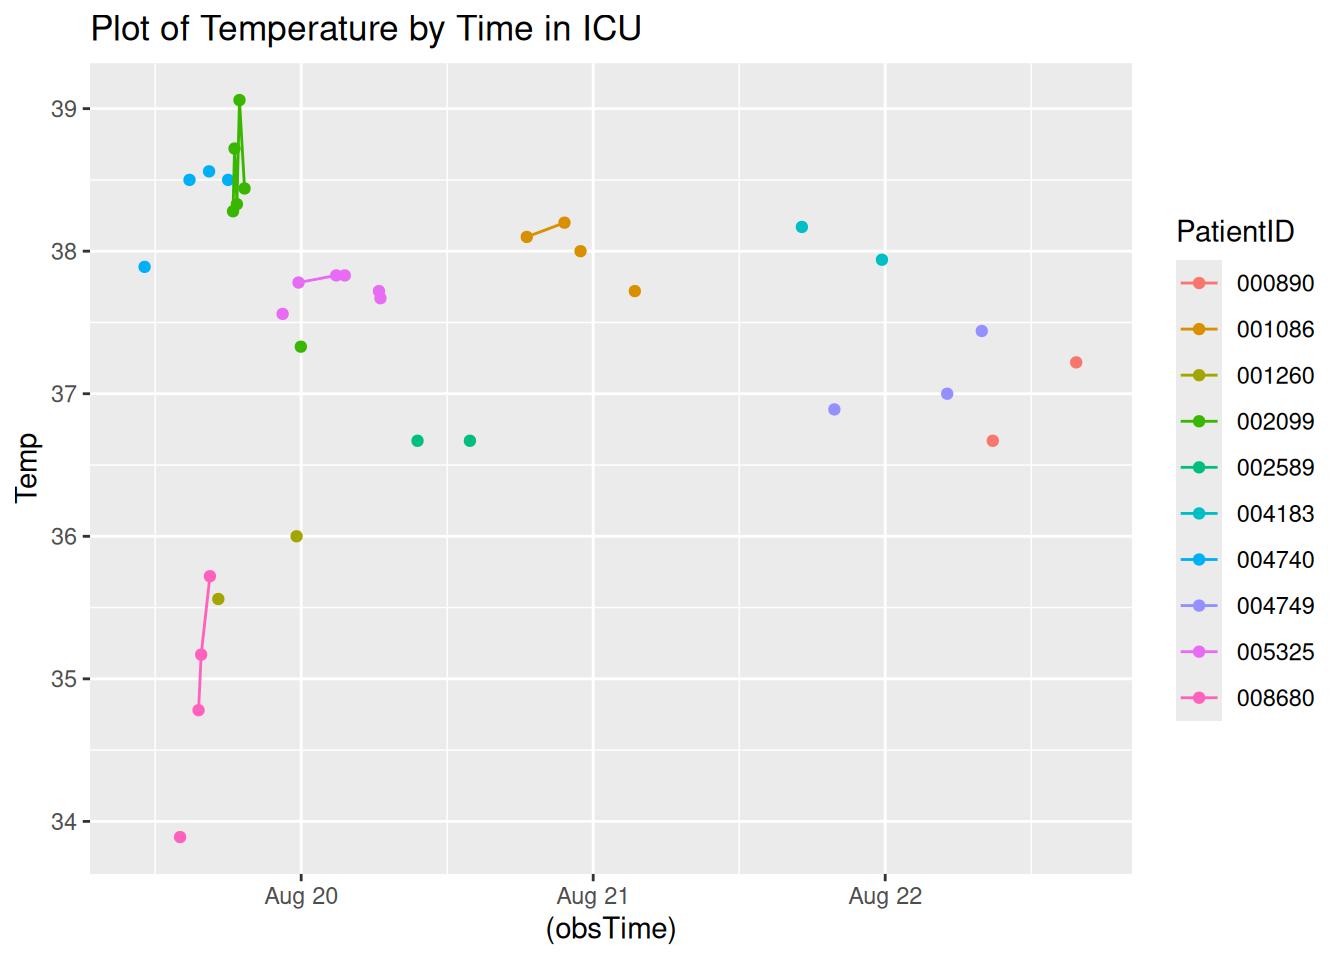 Plot of Temperature by Time in ICU
39
38
37
36
35
34
Temp
Aug 20
Aug 21
Aug 22
(obsTime)
PatientID
000890
001086
001260
002099
002589
004183
004740
004749
005325
008680